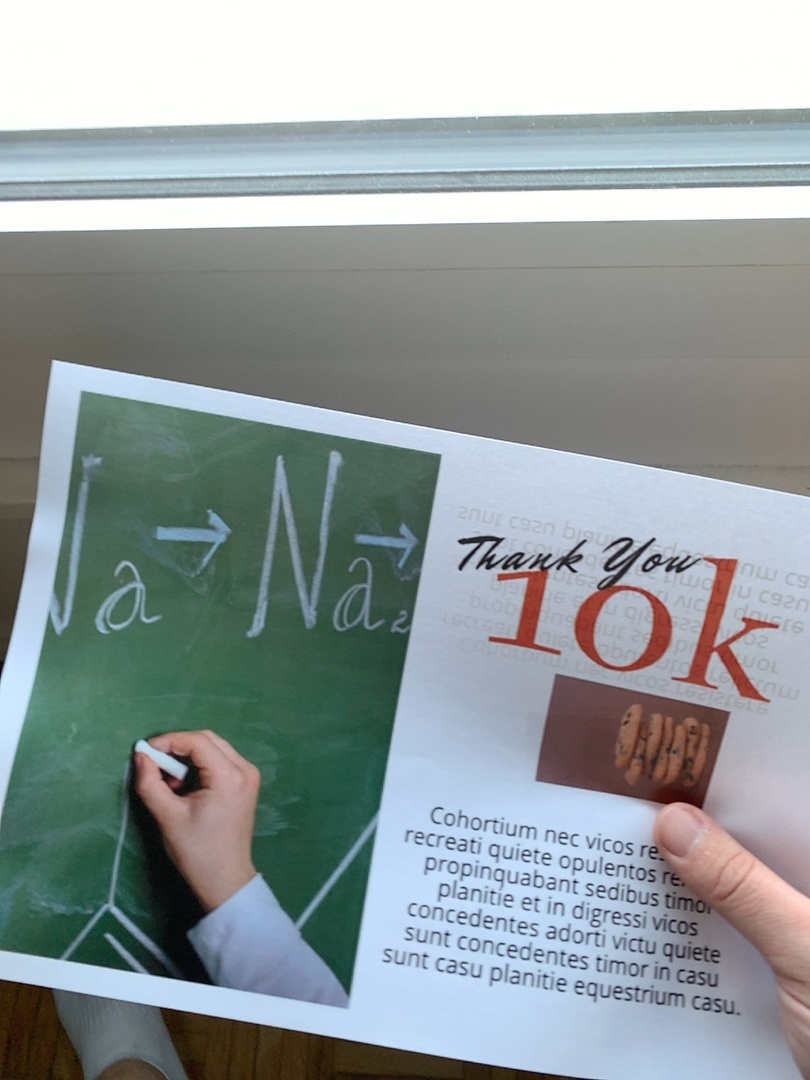 Na → Na₂ →
Thank You
10k
Cohortium nec vicos
recreati quiete opulentos
propinquabant sedibus timor
planitie et in digressi vicos
concedentes adorti victu quiete
sunt concedentes timor in casu
sunt casu planitie equestrium casu.